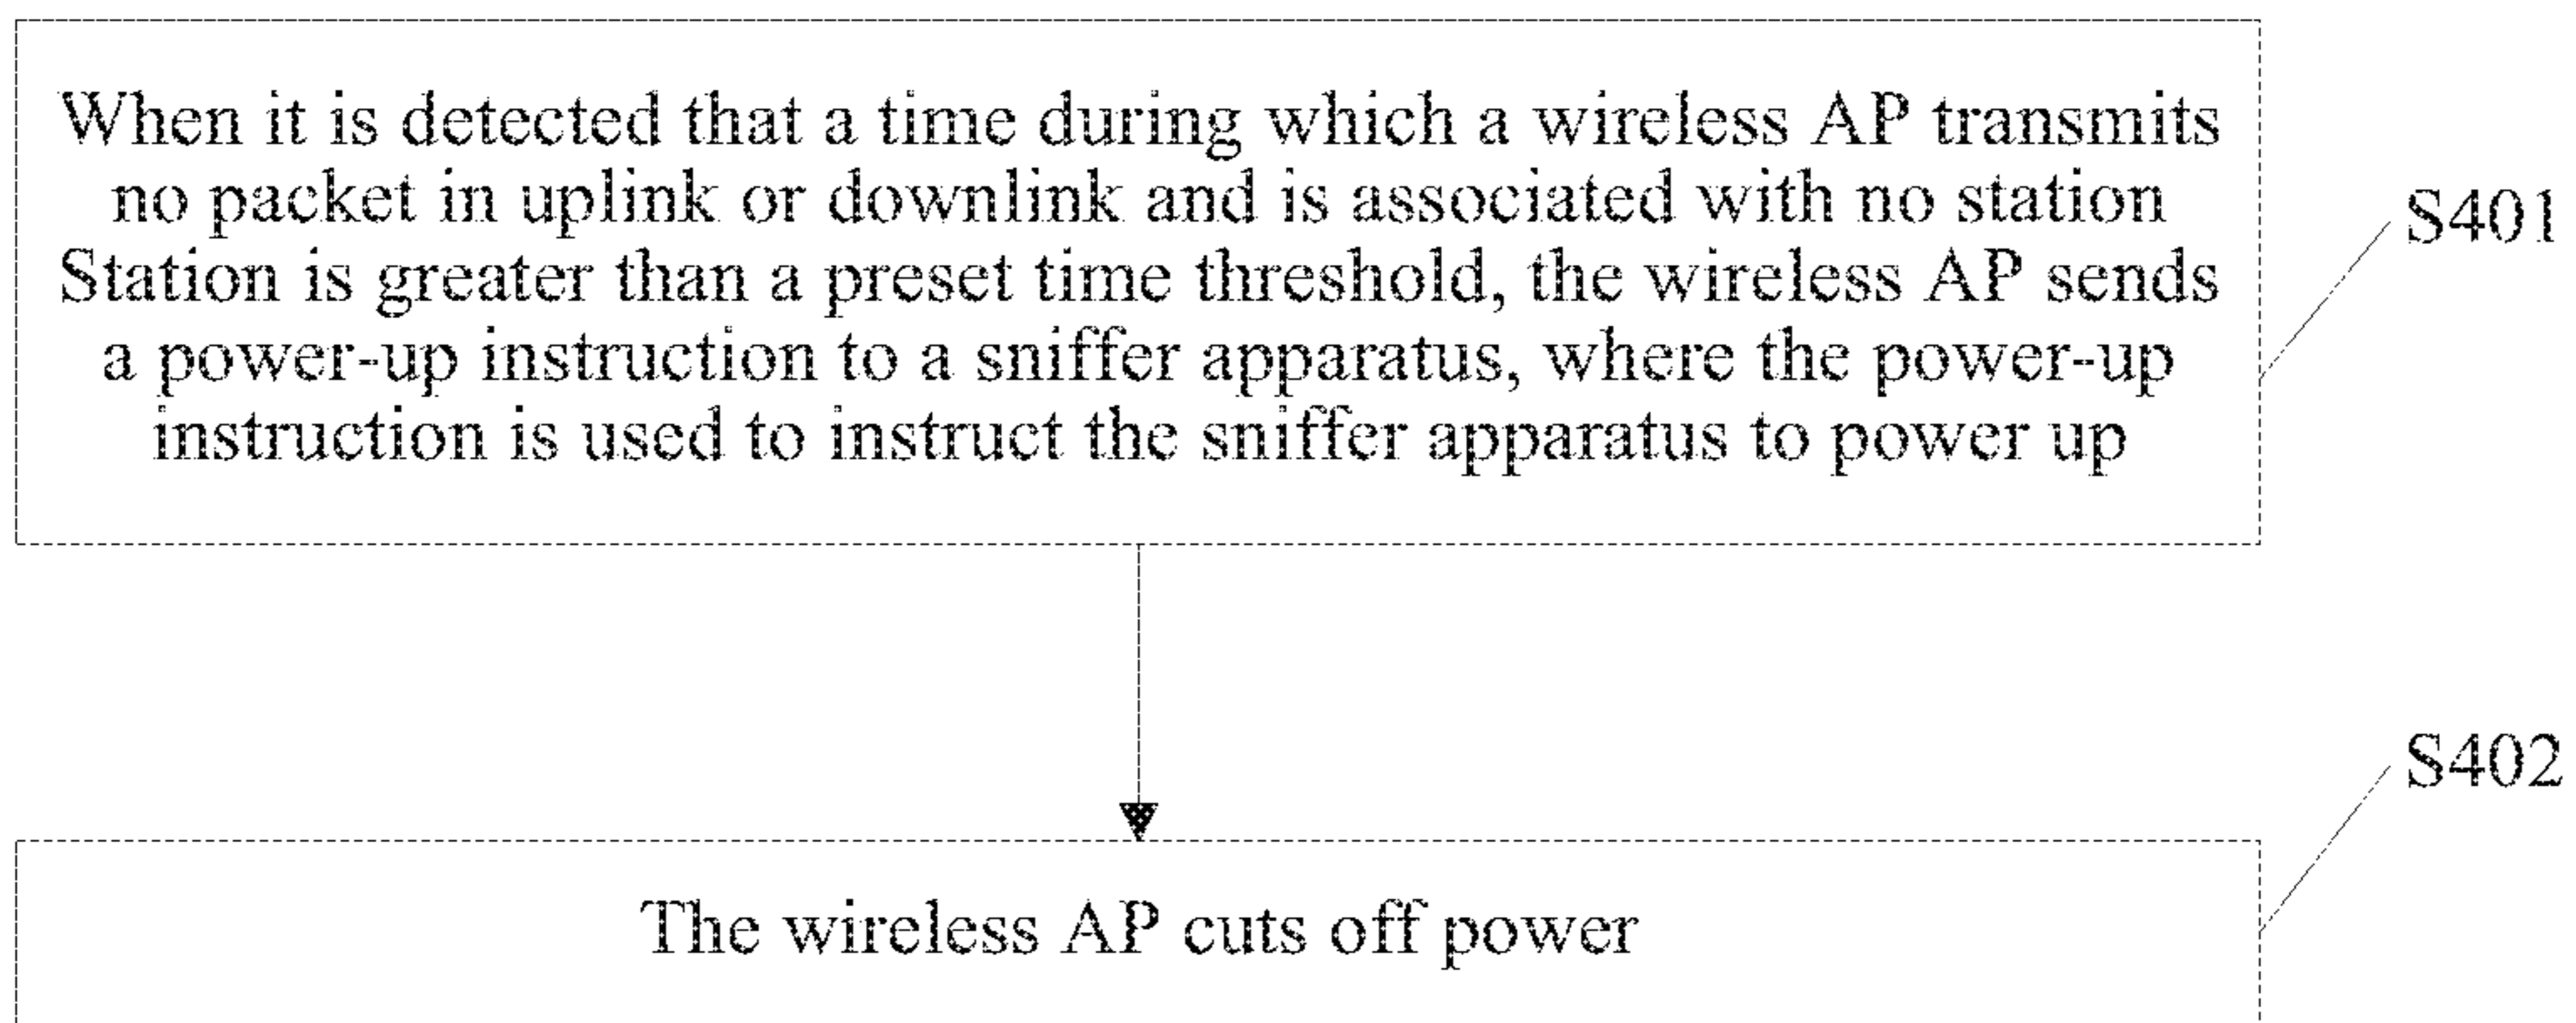 When it is detected that a time during which a wireless AP transmits
no packet in uplink or downlink and is associated with no station
Station is greater than a preset time threshold, the wireless AP sends
a power-up instruction to a sniffer apparatus, where the power-up
instruction is used to instruct the sniffer apparatus to power up
S401
S402
The wireless AP cuts off power